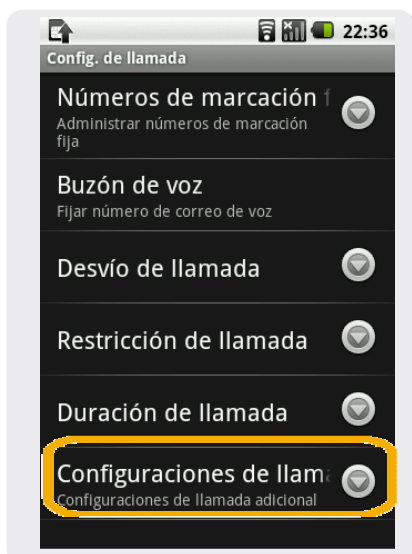 22:36
Config. de llamada
Números de marcación f
Administrar números de marcación
fija
Buzón de voz
Fijar número de correo de voz
Desvío de llamada
Restricción de llamada
Duración de llamada
Configuraciones de llam
Configuraciones de llamada adicional